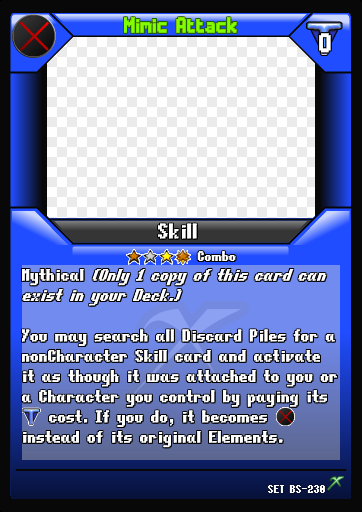 Mimic Attack
0
Skill
Combo
Mythical (Only 1 copy of this card can
exist in your Deck.)
You may search all Discard Piles for a
nonCharacter Skill card and activate
it as though it was attached to you or
a Character you control by paying its
cost. If you do, it becomes
instead of its original Elements.
SET BS-230